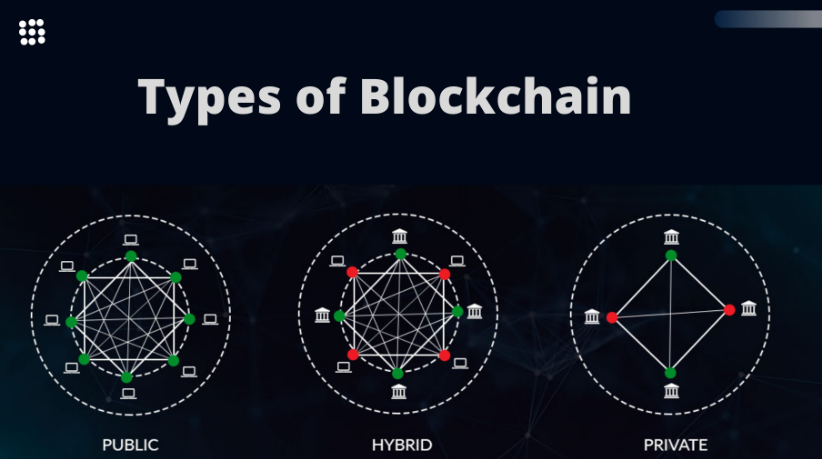 Types of Blockchain
PUBLIC
HYBRID
PRIVATE